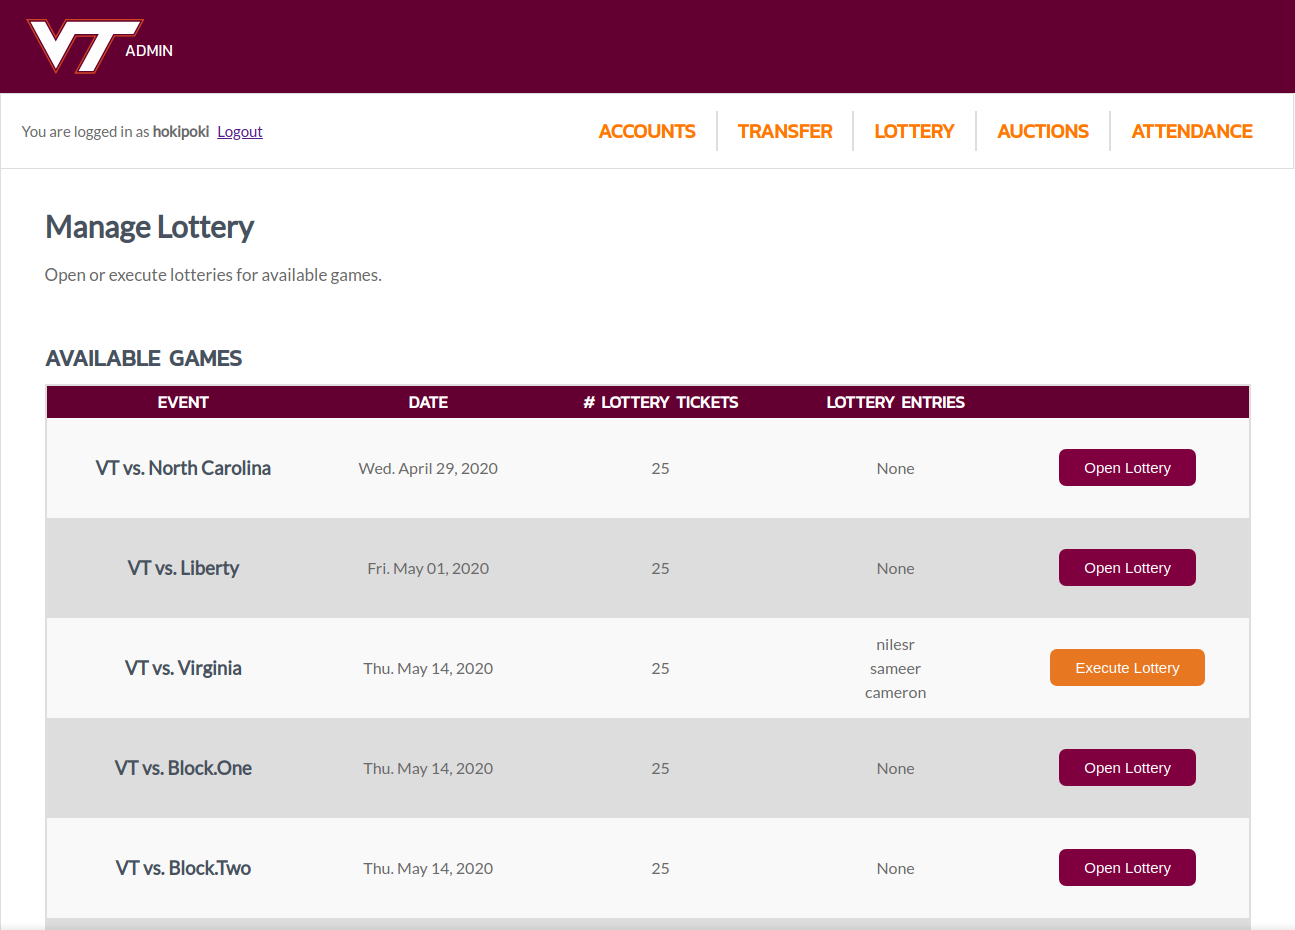 VT ADMIN
You are logged in as hokipoki Logout
ACCOUNTS TRANSFER LOTTERY AUCTIONS ATTENDANCE
Manage Lottery
Open or execute lotteries for available games.
AVAILABLE GAMES
EVENT DATE # LOTTERY TICKETS LOTTERY ENTRIES
VT vs. North Carolina Wed. April 29, 2020 25 None Open Lottery
VT vs. Liberty Fri. May 01, 2020 25 None Open Lottery
nilesr
VT vs. Virginia Thu. May 14, 2020 25 sameer Execute Lottery
cameron
VT vs. Block.One Thu. May 14, 2020 25 None Open Lottery
VT vs. Block.Two Thu. May 14, 2020 25 None Open Lottery